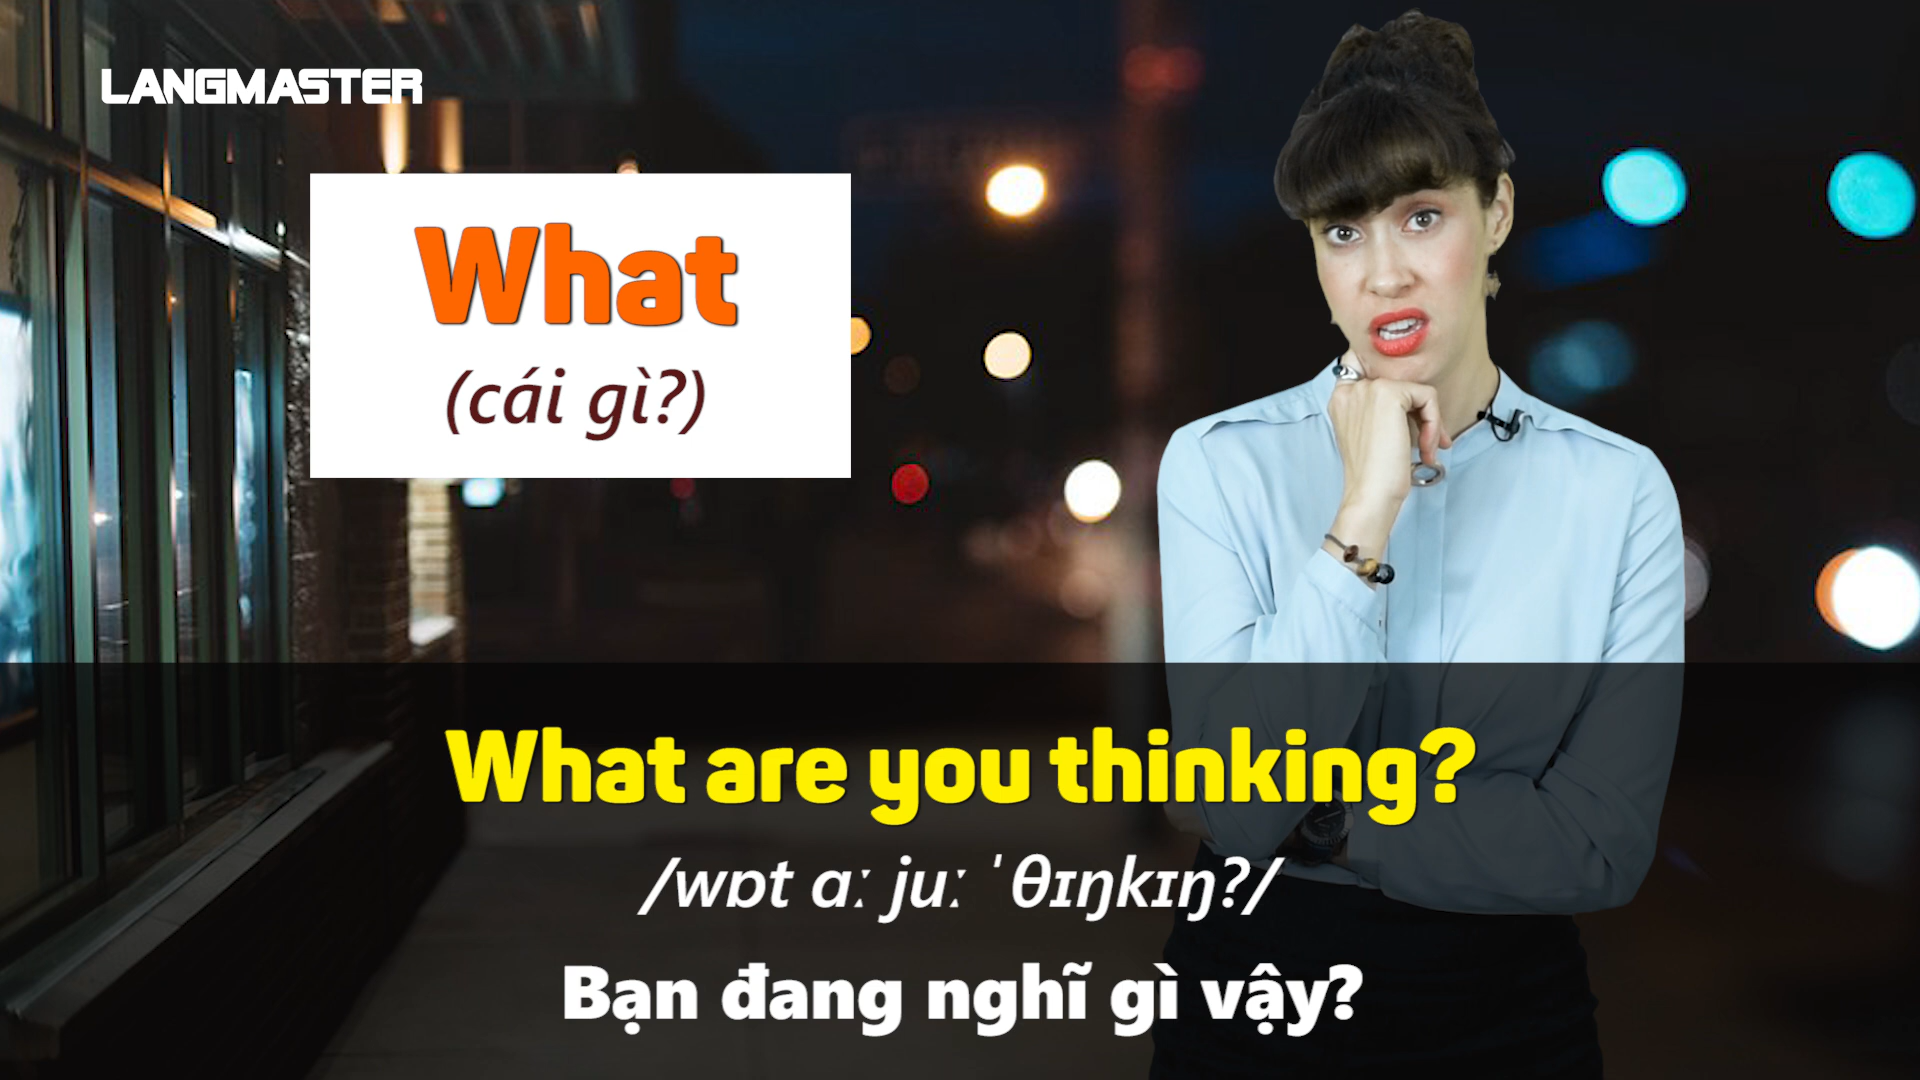 LANGMASTER
What
(cái gì?)
What are you thinking?
/wɒt ɑː juː ˈθɪŋkɪŋ?/
Bạn đang nghĩ gì vậy?